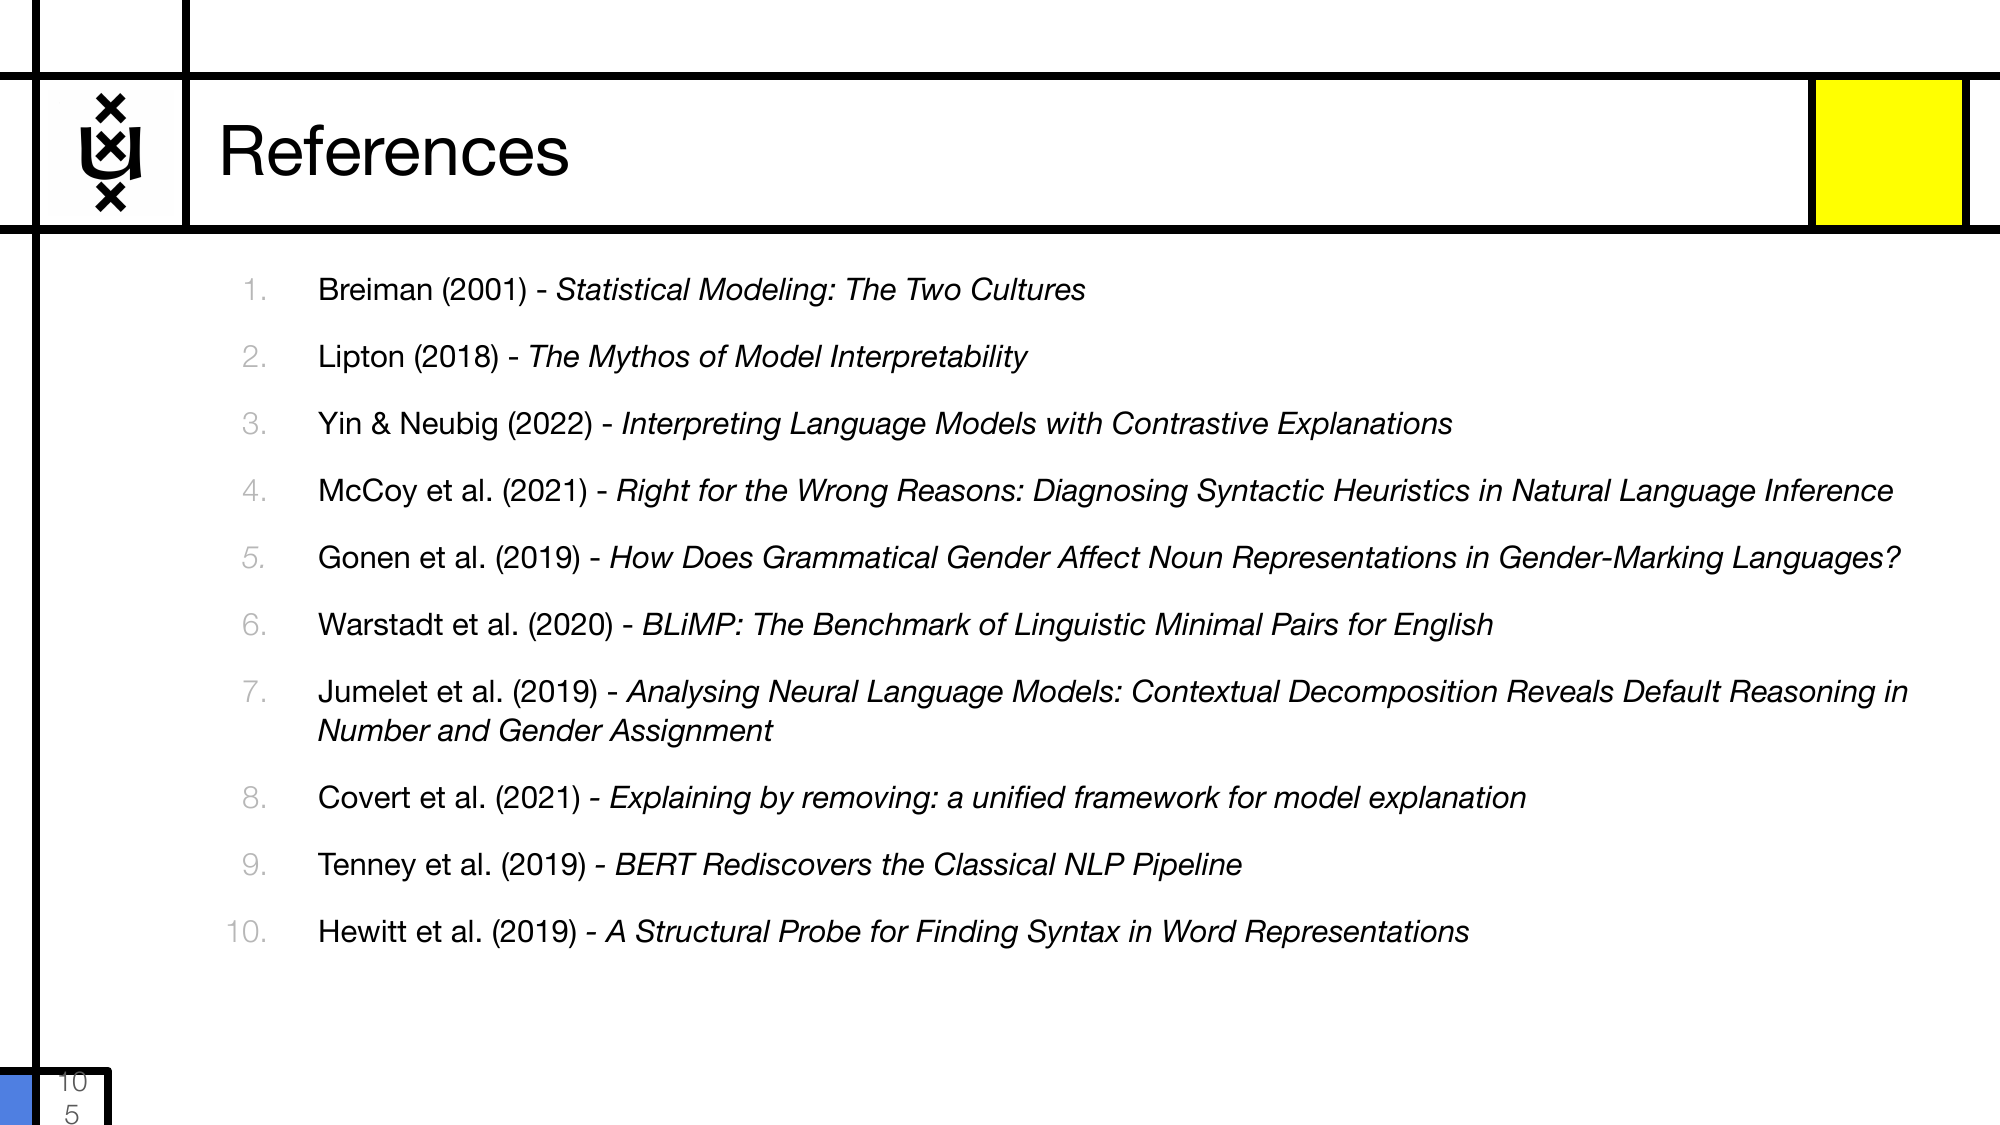 References
1. Breiman (2001) - Statistical Modeling: The Two Cultures
2. Lipton (2018) - The Mythos of Model Interpretability
3. Yin & Neubig (2022) - Interpreting Language Models with Contrastive Explanations
4. McCoy et al. (2021) - Right for the Wrong Reasons: Diagnosing Syntactic Heuristics in Natural Language Inference
5. Gonen et al. (2019) - How Does Grammatical Gender Affect Noun Representations in Gender-Marking Languages?
6. Warstadt et al. (2020) - BLiMP: The Benchmark of Linguistic Minimal Pairs for English
7. Jumelet et al. (2019) - Analysing Neural Language Models: Contextual Decomposition Reveals Default Reasoning in
Number and Gender Assignment
8. Covert et al. (2021) - Explaining by removing: a unified framework for model explanation
9. Tenney et al. (2019) - BERT Rediscovers the Classical NLP Pipeline
10. Hewitt et al. (2019) - A Structural Probe for Finding Syntax in Word Representations
10
5